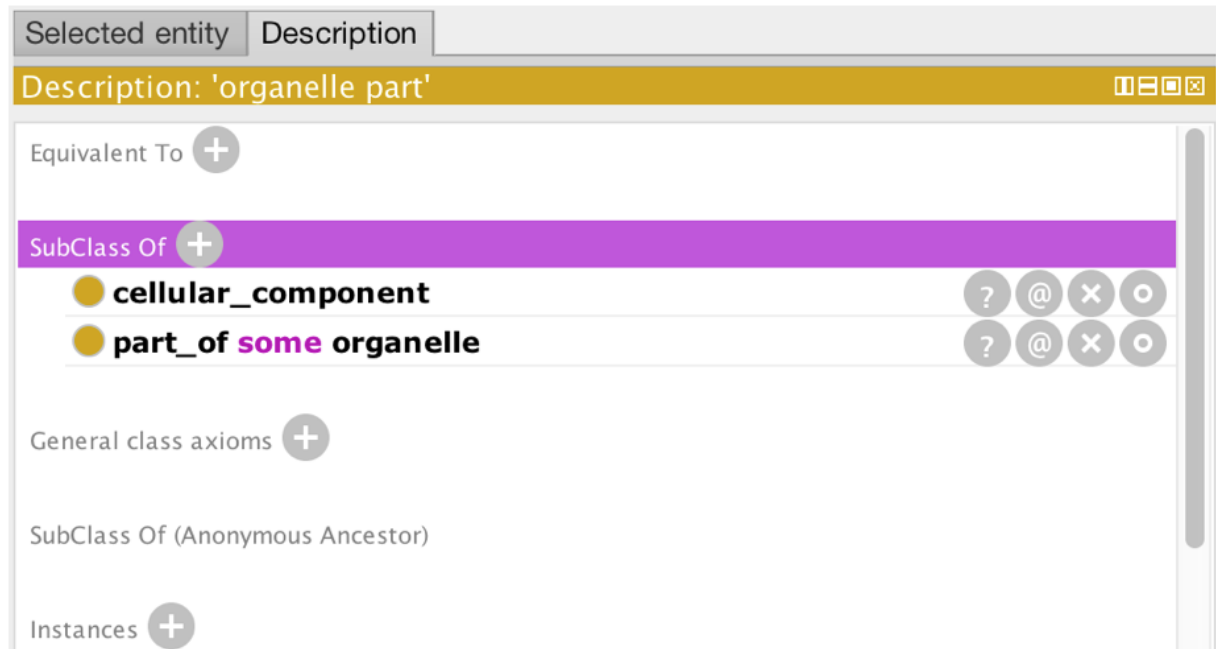 Selected entity Description
Description: 'organelle part'
Equivalent To
SubClass Of
cellular_component ? @
part_of some organelle ? @
General class axioms
SubClass Of (Anonymous Ancestor)
Instances